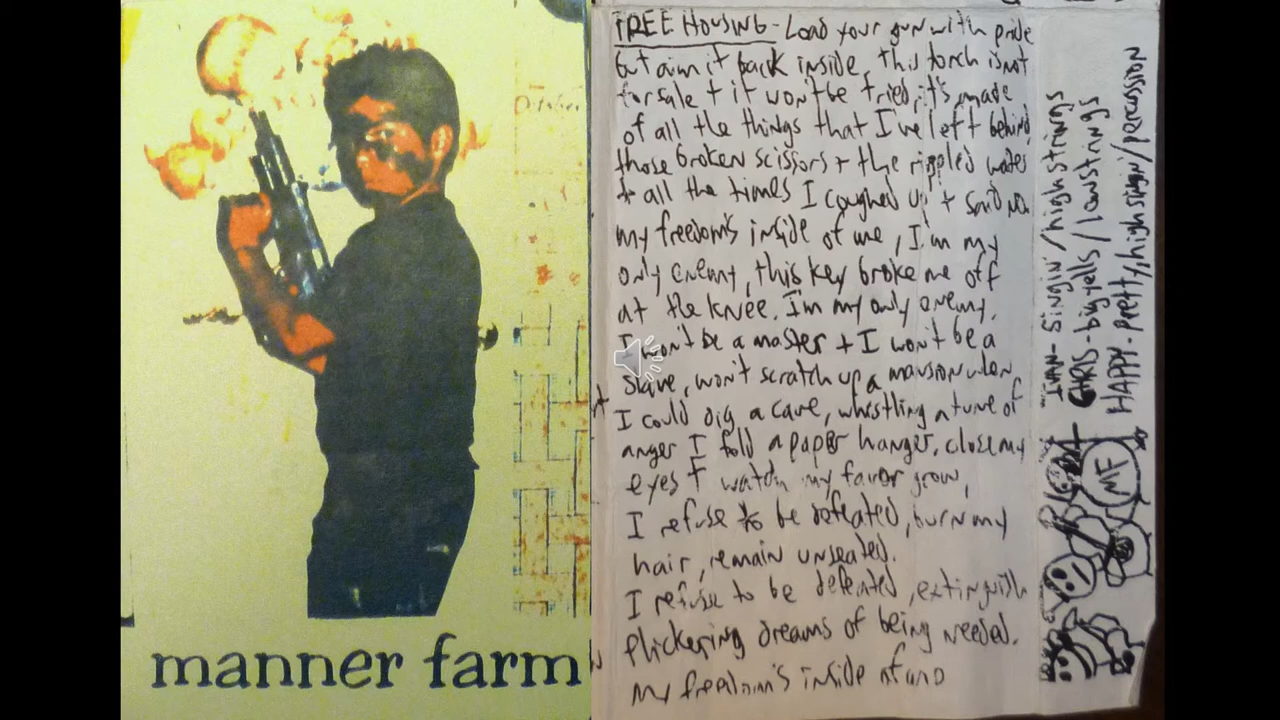 manner farm
TREE HOUSING - Load your gun with pride
but aim it back inside, this torch is not
for sale + it won't be tried, it's made
of all the things that I've left behind
those broken scissors + the rippled water
+ all the times I coughed up + said no
my freedom's inside of me, I'm my
only enemy, this key broke me off
at the knee. I'm my only enemy.
I won't be a master + I won't be a
slave, won't scratch up a mansion when
I could dig a cave, whistling a tune of
anger I fold a paper hanger, close my
eyes + watch my favor grow,
I refuse to be defeated, burn my
hair, remain unseated.
I refuse to be defeated, extinguish
flickering dreams of being needed.
my freedom's inside of
IVAN - singin'/high strings
CHRIS - big yells/low strings
HAPPY - pretty, high singin'/percussion
MF